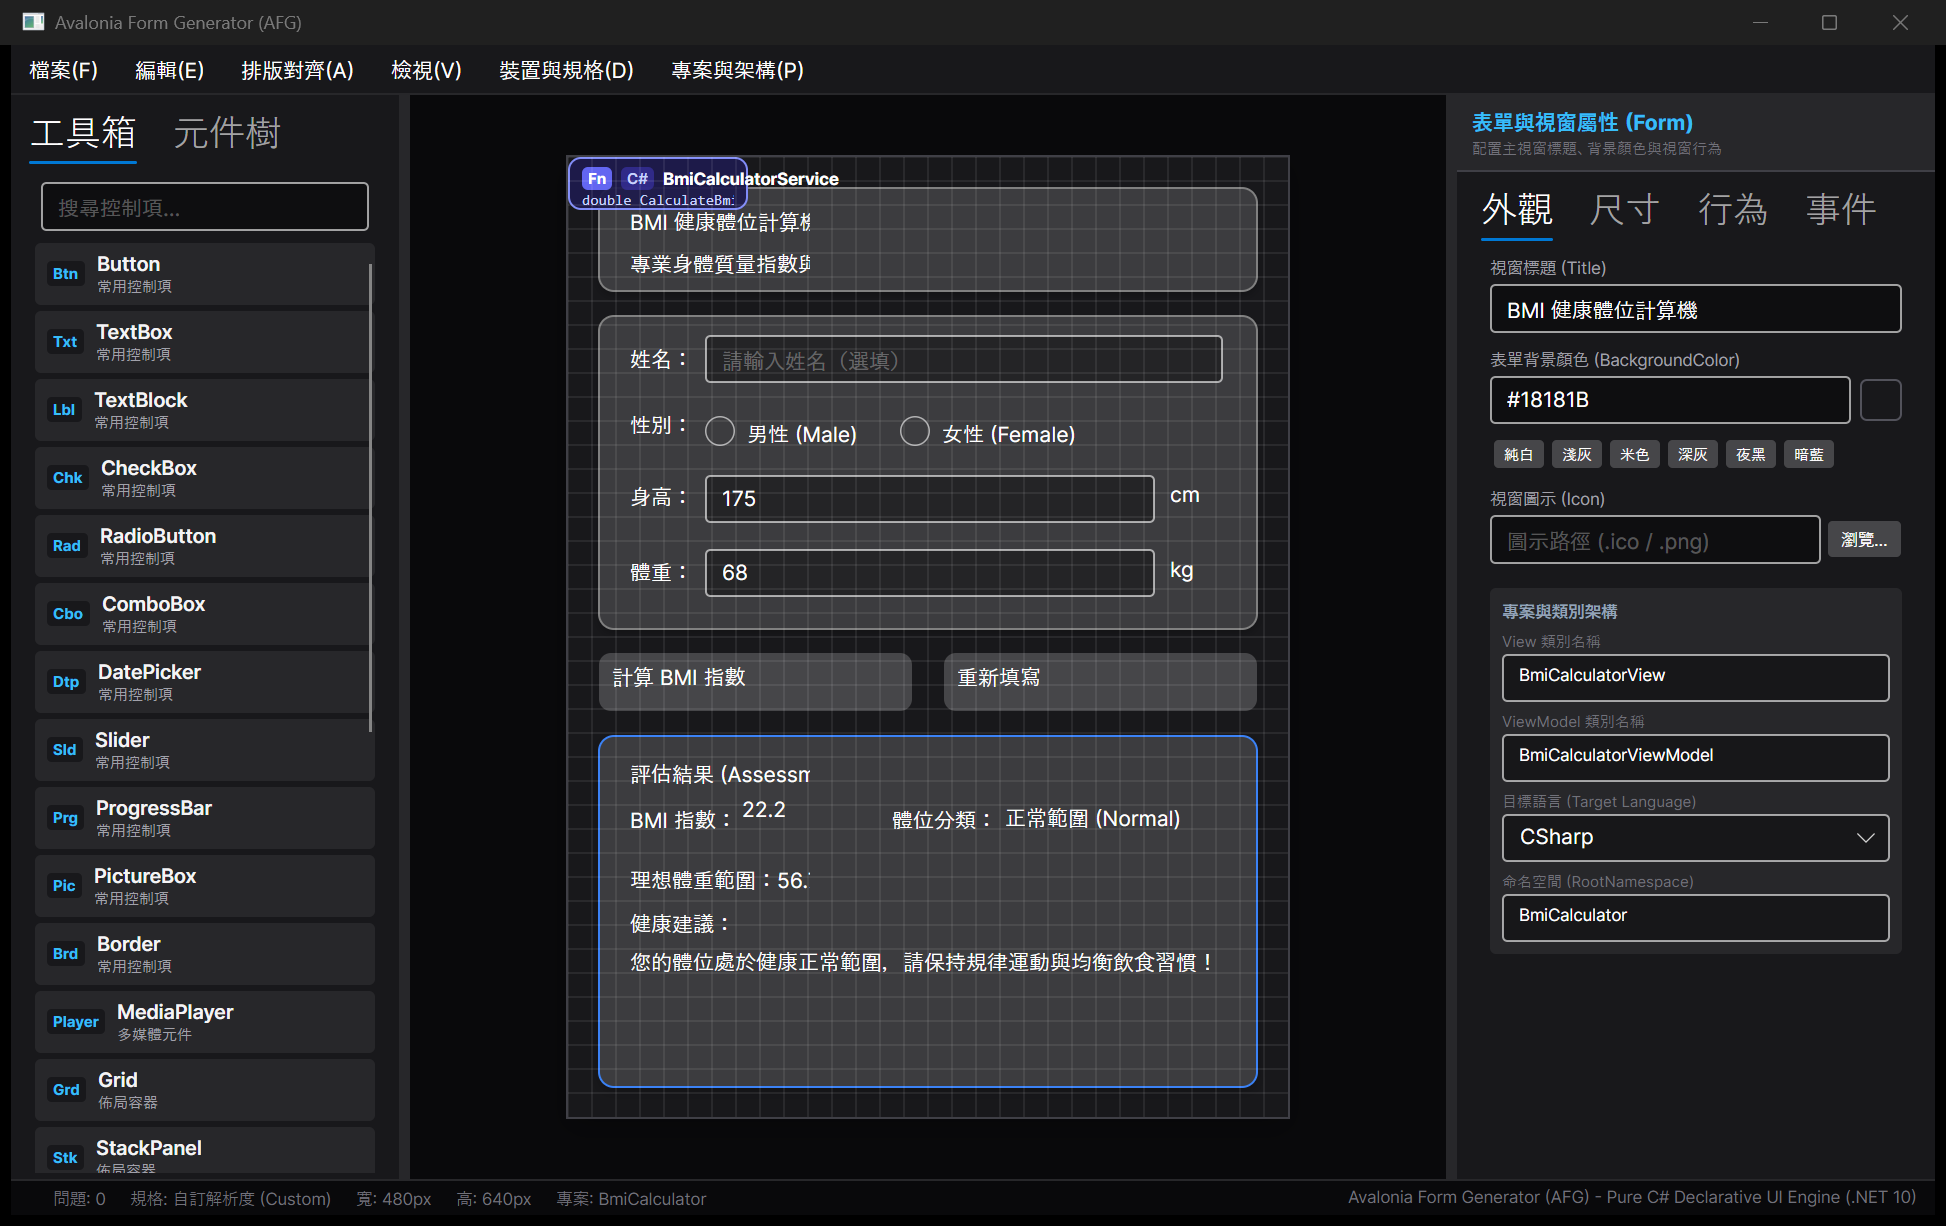 Avalonia Form Generator (AFG)
檔案(F) 編輯(E) 排版對齊(A) 檢視(V) 裝置與規格(D) 專案與架構(P)
工具箱 元件樹
搜尋控制項...
Btn Button
常用控制項
Txt TextBox
常用控制項
Lbl TextBlock
常用控制項
Chk CheckBox
常用控制項
Rad RadioButton
常用控制項
Cbo ComboBox
常用控制項
Dtp DatePicker
常用控制項
Sld Slider
常用控制項
Prg ProgressBar
常用控制項
Pic PictureBox
常用控制項
Brd Border
常用控制項
Player MediaPlayer
多媒體元件
Grd Grid
佈局容器
Stk StackPanel
佈局容器
Fn C# BmiCalculatorService
double CalculateBmi
BMI 健康體位計算機
專業身體質量指數與
姓名： 請輸入姓名（選填）
性別： 男性 (Male) 女性 (Female)
身高： 175 cm
體重： 68 kg
計算 BMI 指數 重新填寫
評估結果 (Assessm
BMI 指數： 22.2 體位分類： 正常範圍 (Normal)
理想體重範圍：56.
健康建議：
您的體位處於健康正常範圍，請保持規律運動與均衡飲食習慣！
表單與視窗屬性 (Form)
配置主視窗標題、背景顏色與視窗行為
外觀 尺寸 行為 事件
視窗標題 (Title)
BMI 健康體位計算機
表單背景顏色 (BackgroundColor)
#18181B
純白 淺灰 米色 深灰 夜黑 暗藍
視窗圖示 (Icon)
圖示路徑 (.ico / .png) 瀏覽...
專案與類別架構
View 類別名稱
BmiCalculatorView
ViewModel 類別名稱
BmiCalculatorViewModel
目標語言 (Target Language)
CSharp
命名空間 (RootNamespace)
BmiCalculator
問題: 0 規格: 自訂解析度 (Custom) 寬: 480px 高: 640px 專案: BmiCalculator
Avalonia Form Generator (AFG) - Pure C# Declarative UI Engine (.NET 10)